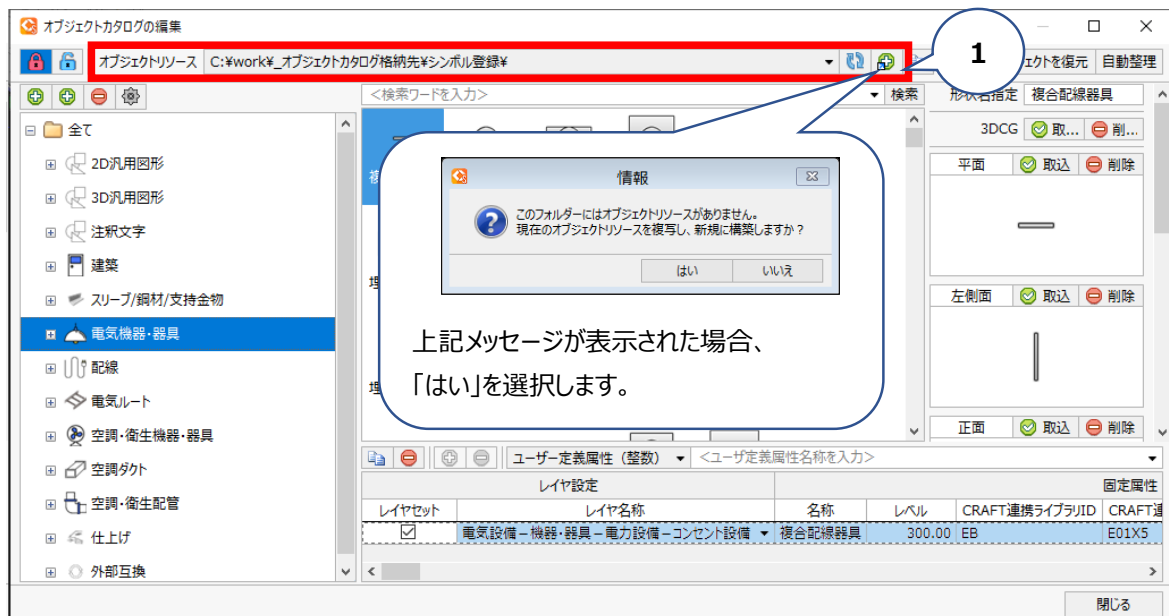 オブジェクトカタログの編集
オブジェクトリソース C:¥work¥_オブジェクトカタログ格納先¥シンボル登録¥
1
ェクトを復元 自動整理
<検索ワードを入力> 検索
形状名指定 複合配線器具
全て
2D汎用図形
3D汎用図形
注釈文字
建築
スリーブ/鋼材/支持金物
電気機器・器具
配線
電気ルート
空調・衛生機器・器具
空調ダクト
空調・衛生配管
仕上げ
外部互換
情報
このフォルダーにはオブジェクトリソースがありません。
現在のオブジェクトリソースを複写し、新規に構築しますか?
はい いいえ
上記メッセージが表示された場合、
「はい」を選択します。
3DCG 取... 削...
平面 取込 削除
左側面 取込 削除
正面 取込 削除
ユーザー定義属性（整数） <ユーザ定義属性名称を入力>
レイヤ設定 固定属性
レイヤセット レイヤ名称 名称 レベル CRAFT連携ライブラリID CRAFT連
電気設備－機器・器具－電力設備－コンセント設備 複合配線器具 300.00 EB E01X5
閉じる